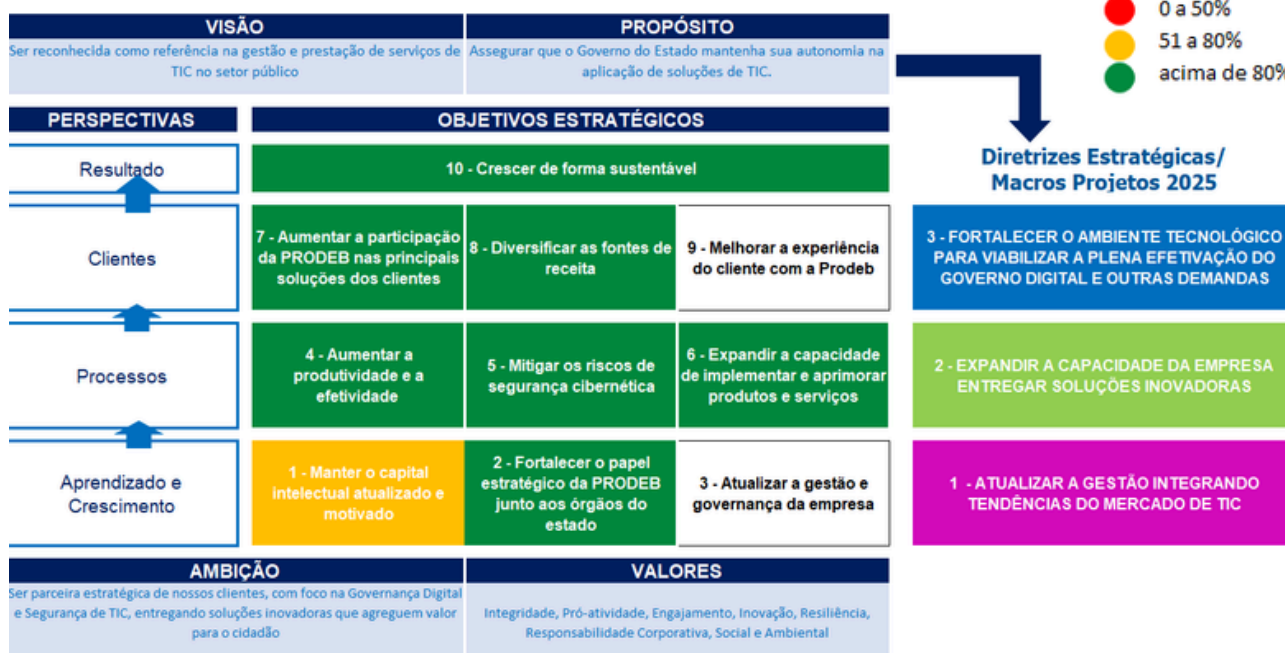 VISÃO
Ser reconhecida como referência na gestão e prestação de serviços de
TIC no setor público
PROPÓSITO
Assegurar que o Governo do Estado mantenha sua autonomia na
aplicação de soluções de TIC.
0 a 50%
51 a 80%
acima de 80%
PERSPECTIVAS
OBJETIVOS ESTRATÉGICOS
Diretrizes Estratégicas/
Macros Projetos 2025
Resultado
10 - Crescer de forma sustentável
Clientes
7 - Aumentar a participação
da PRODEB nas principais
soluções dos clientes
8 - Diversificar as fontes de
receita
9 - Melhorar a experiência
do cliente com a Prodeb
3 - FORTALECER O AMBIENTE TECNOLÓGICO
PARA VIABILIZAR A PLENA EFETIVAÇÃO DO
GOVERNO DIGITAL E OUTRAS DEMANDAS
Processos
4 - Aumentar a
produtividade e a
efetividade
5 - Mitigar os riscos de
segurança cibernética
6 - Expandir a capacidade
de implementar e aprimorar
produtos e serviços
2 - EXPANDIR A CAPACIDADE DA EMPRESA
ENTREGAR SOLUÇÕES INOVADORAS
Aprendizado e
Crescimento
1 - Manter o capital
intelectual atualizado e
motivado
2 - Fortalecer o papel
estratégico da PRODEB
junto aos órgãos do
estado
3 - Atualizar a gestão e
governança da empresa
1 - ATUALIZAR A GESTÃO INTEGRANDO
TENDÊNCIAS DO MERCADO DE TIC
AMBIÇÃO
Ser parceira estratégica de nossos clientes, com foco na Governança Digital
e Segurança de TIC, entregando soluções inovadoras que agreguem valor
para o cidadão
VALORES
Integridade, Pró-atividade, Engajamento, Inovação, Resiliência,
Responsabilidade Corporativa, Social e Ambiental